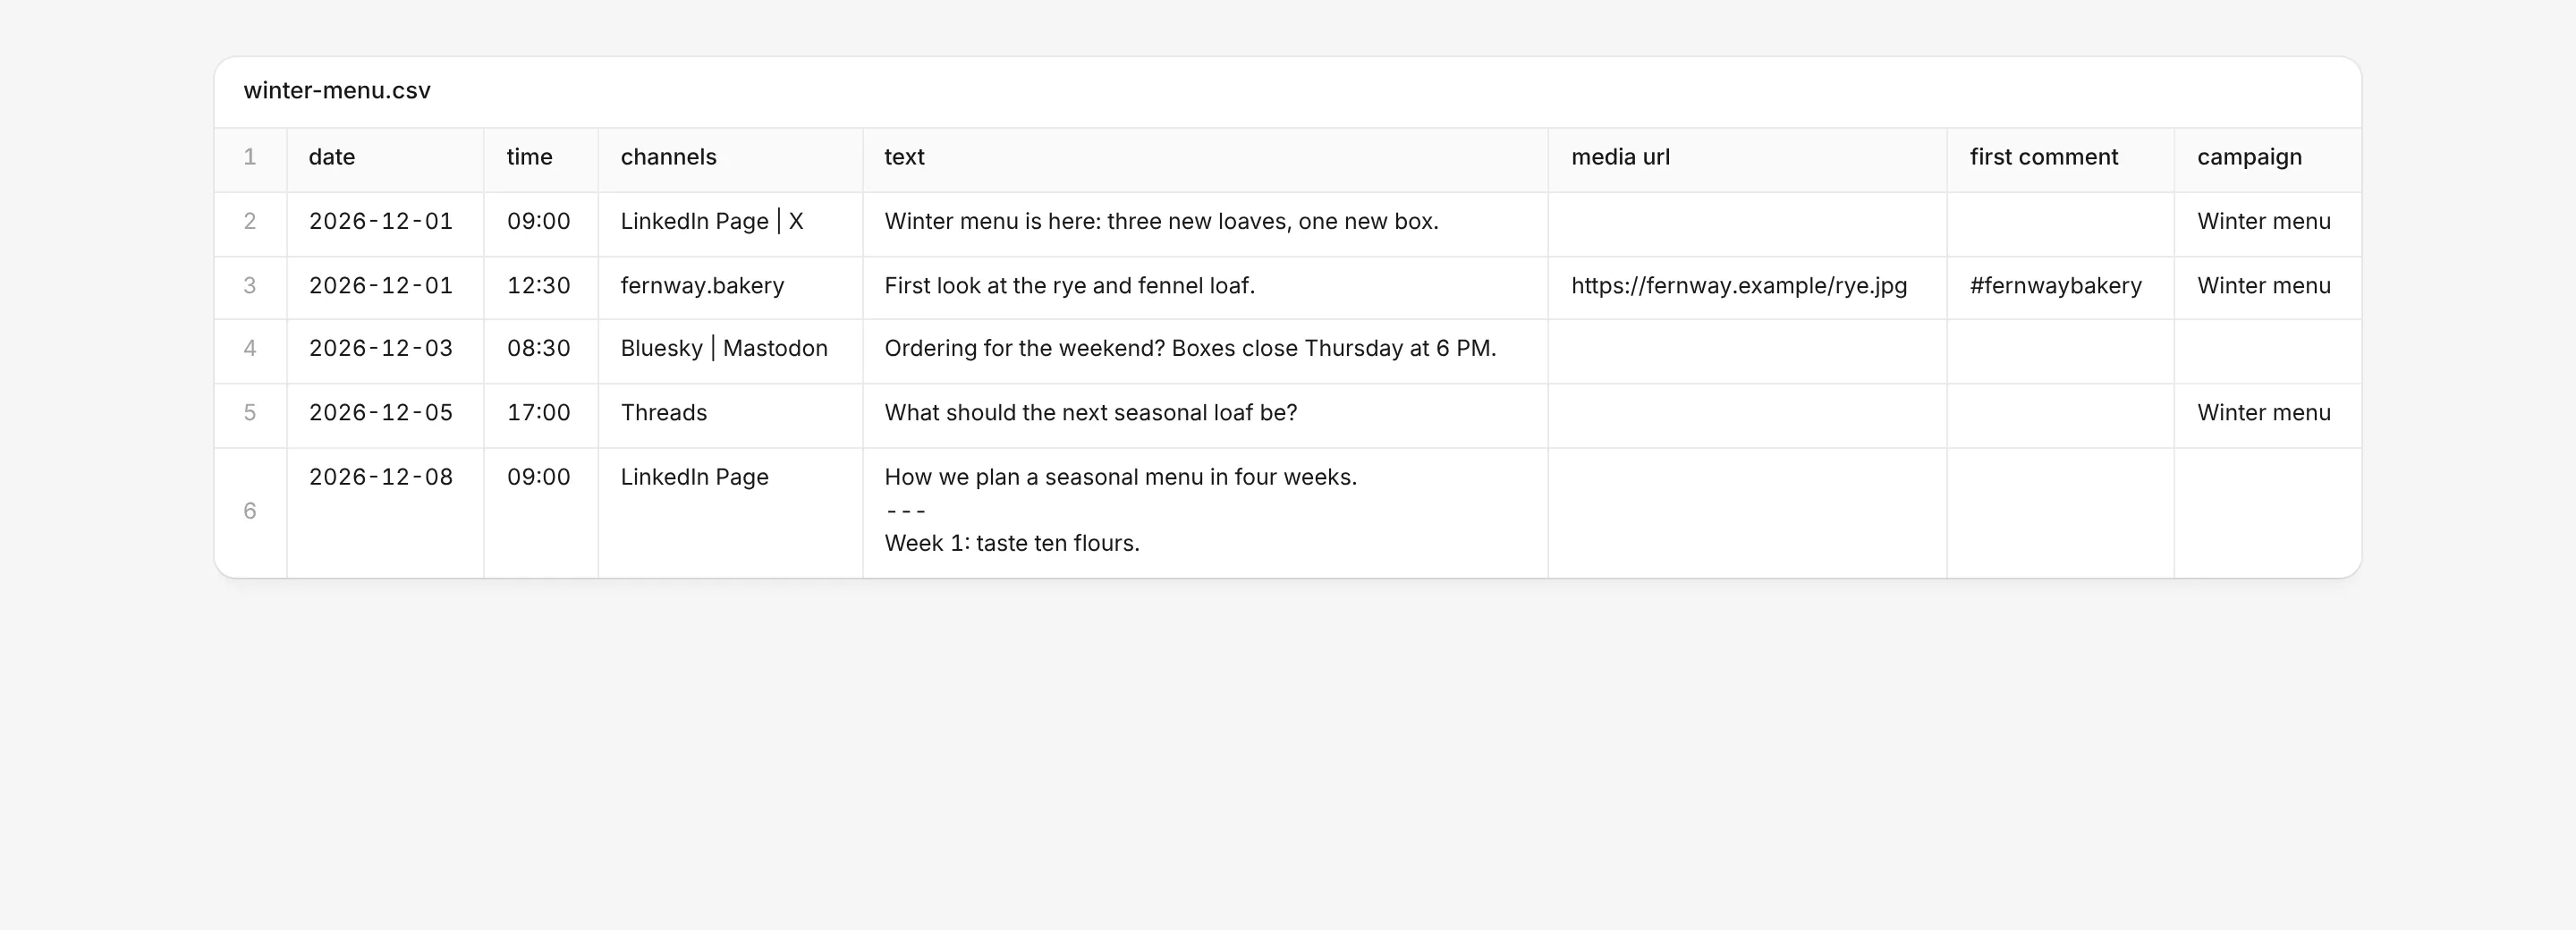 winter-menu.csv
1 date time channels text media url first comment campaign
2 2026-12-01 09:00 LinkedIn Page | X Winter menu is here: three new loaves, one new box. Winter menu
3 2026-12-01 12:30 fernway.bakery First look at the rye and fennel loaf. https://fernway.example/rye.jpg #fernwaybakery Winter menu
4 2026-12-03 08:30 Bluesky | Mastodon Ordering for the weekend? Boxes close Thursday at 6 PM.
5 2026-12-05 17:00 Threads What should the next seasonal loaf be? Winter menu
2026-12-08 09:00 LinkedIn Page How we plan a seasonal menu in four weeks.
6 ---
Week 1: taste ten flours.